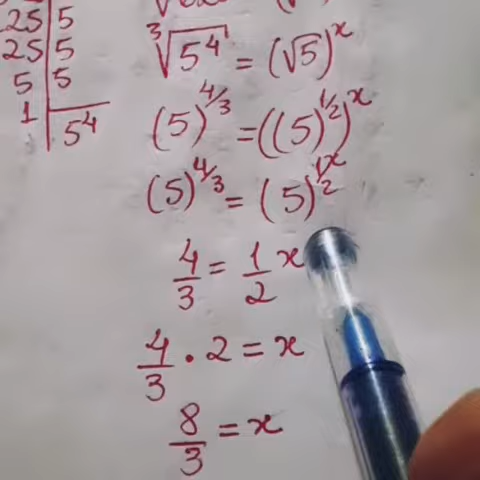 25 | 5
25 | 5
5 | 5
1 | 5⁴
∛5⁴ = (√5)ˣ
(5)^4/3 = ((5)^1/2)^x
(5)^4/3 = (5)^1/2 x
4/3 = 1/2 x
4/3 · 2 = x
8/3 = x